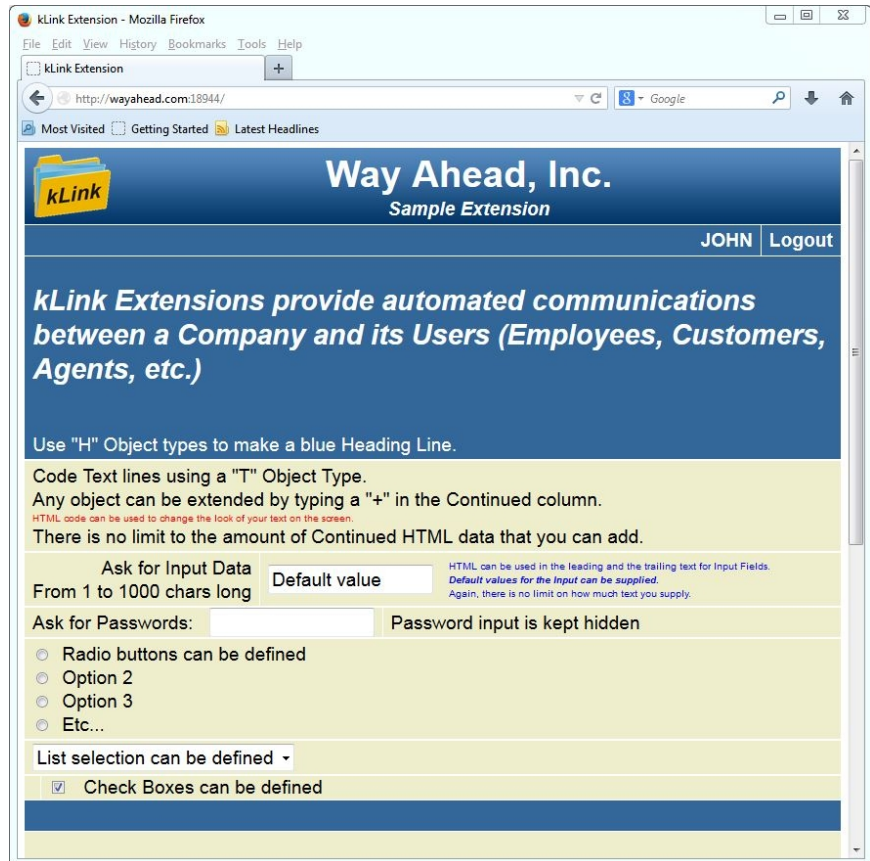 kLink Extension - Mozilla Firefox
File Edit View History Bookmarks Tools Help
kLink Extension
http://wayahead.com:18944/
Google
Most Visited Getting Started Latest Headlines
kLink
Way Ahead, Inc.
Sample Extension
JOHN Logout
kLink Extensions provide automated communications
between a Company and its Users (Employees, Customers,
Agents, etc.)
Use "H" Object types to make a blue Heading Line.
Code Text lines using a "T" Object Type.
Any object can be extended by typing a "+" in the Continued column.
HTML code can be used to change the look of your text on the screen.
There is no limit to the amount of Continued HTML data that you can add.
Ask for Input Data
From 1 to 1000 chars long
Default value
HTML can be used in the leading and the trailing text for Input Fields.
Default values for the Input can be supplied.
Again, there is no limit on how much text you supply.
Ask for Passwords: Password input is kept hidden
Radio buttons can be defined
Option 2
Option 3
Etc...
List selection can be defined
Check Boxes can be defined